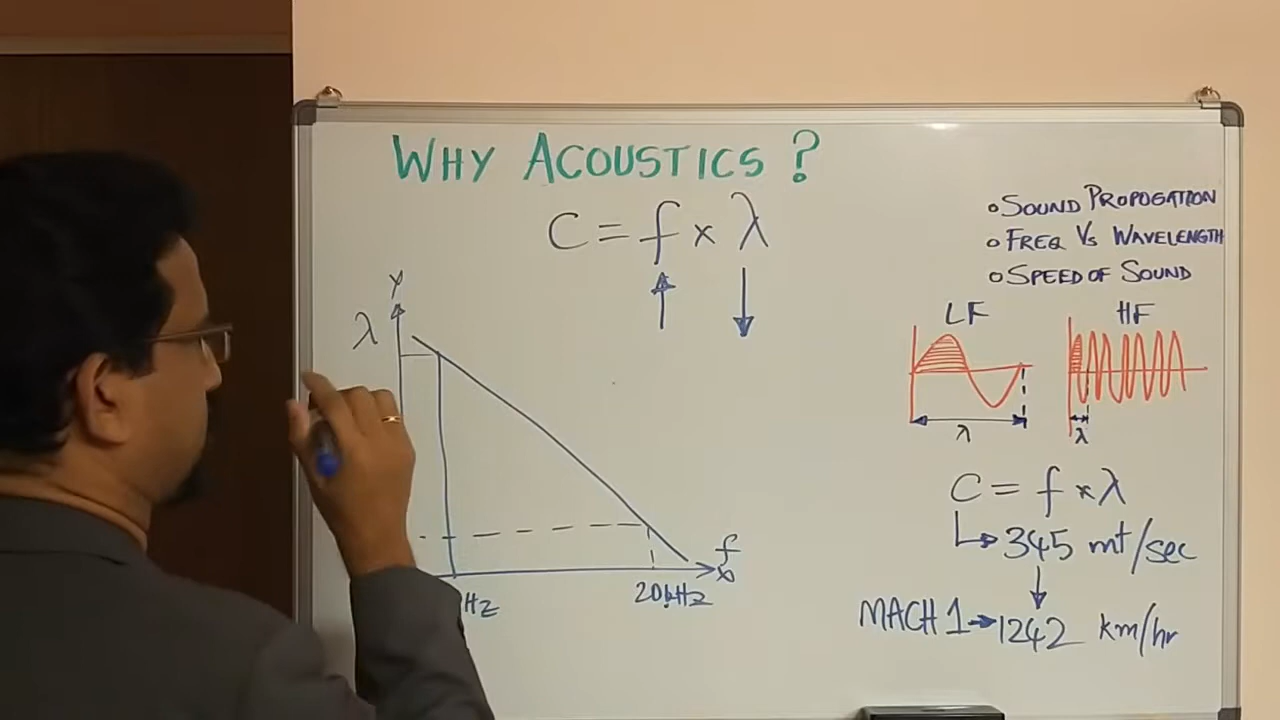 WHY ACOUSTICS ?
C = f x λ
Y
λ
f
x
Hz
20kHz
• SOUND PROPOGATION
• FREQ VS WAVELENGTH
• SPEED OF SOUND
LF
HF
λ
λ
C = f x λ
345 mt/sec
MACH 1 → 1242 km/hr